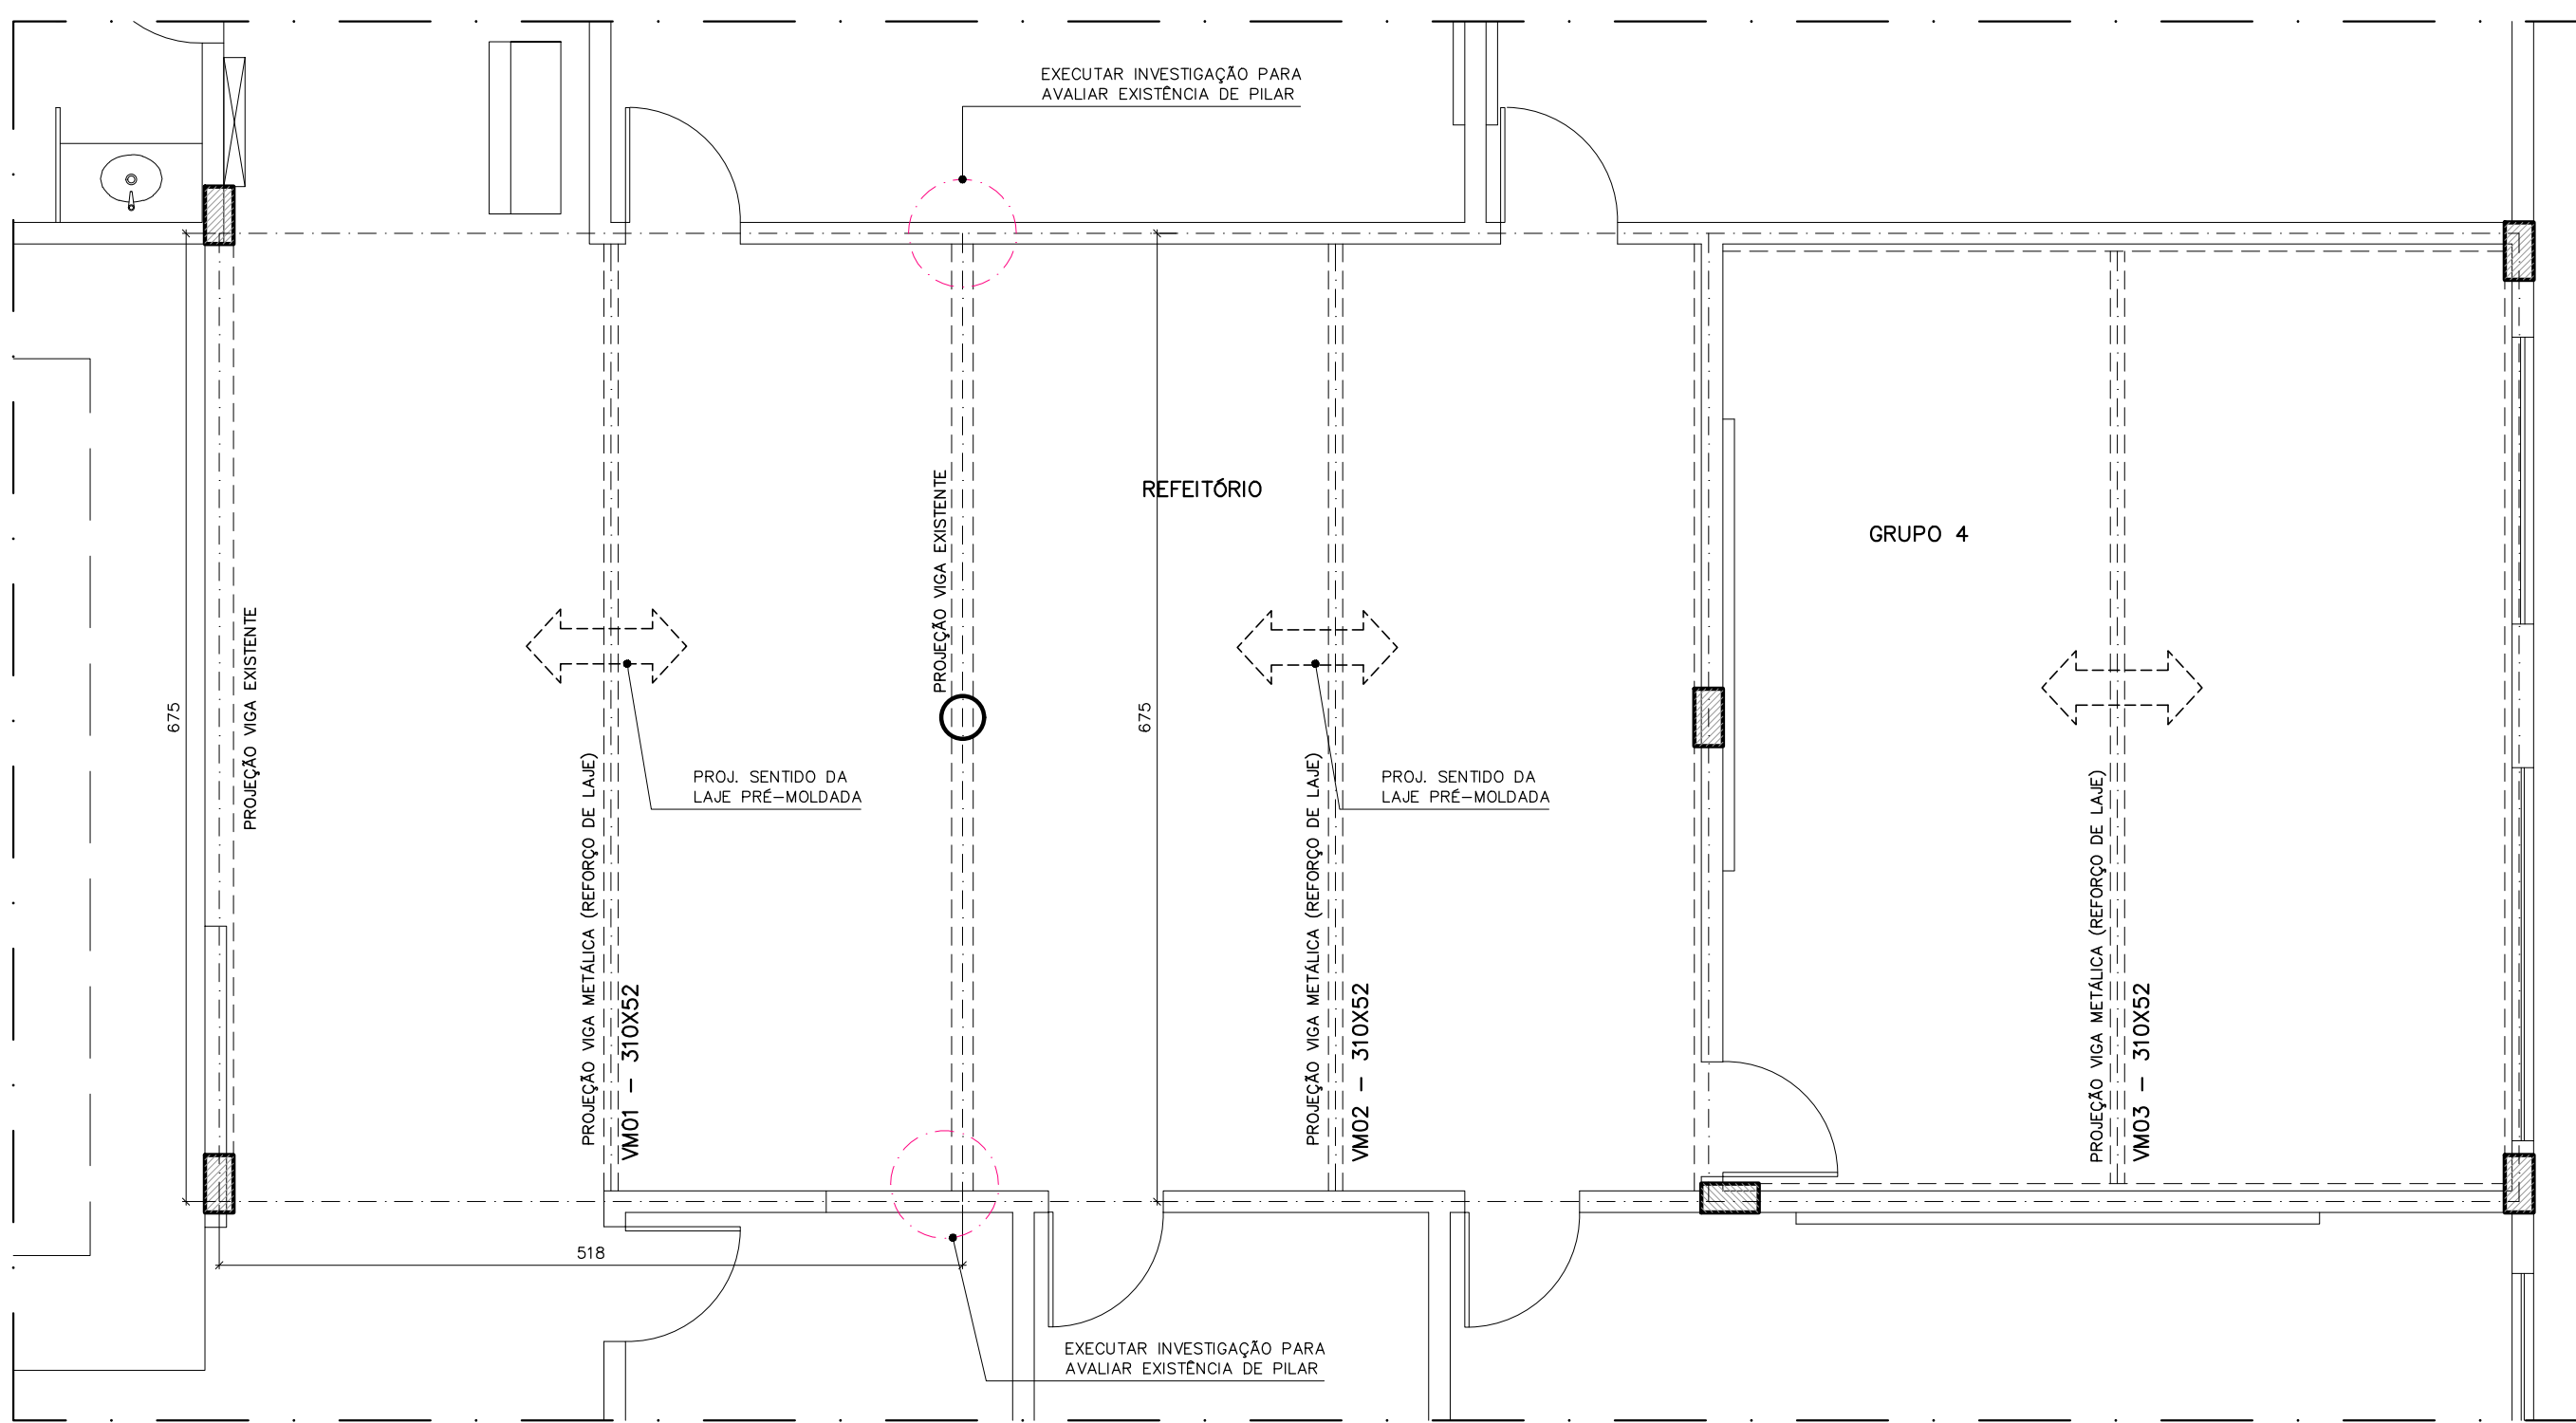 EXECUTAR INVESTIGAÇÃO PARA
AVALIAR EXISTÊNCIA DE PILAR
REFEITÓRIO
GRUPO 4
PROJEÇÃO VIGA EXISTENTE
PROJEÇÃO VIGA EXISTENTE
675
675
PROJ. SENTIDO DA
LAJE PRÉ-MOLDADA
PROJ. SENTIDO DA
LAJE PRÉ-MOLDADA
PROJEÇÃO VIGA METÁLICA (REFORÇO DE LAJE)
VM01 - 310X52
PROJEÇÃO VIGA METÁLICA (REFORÇO DE LAJE)
VM02 - 310X52
PROJEÇÃO VIGA METÁLICA (REFORÇO DE LAJE)
VM03 - 310X52
518
EXECUTAR INVESTIGAÇÃO PARA
AVALIAR EXISTÊNCIA DE PILAR